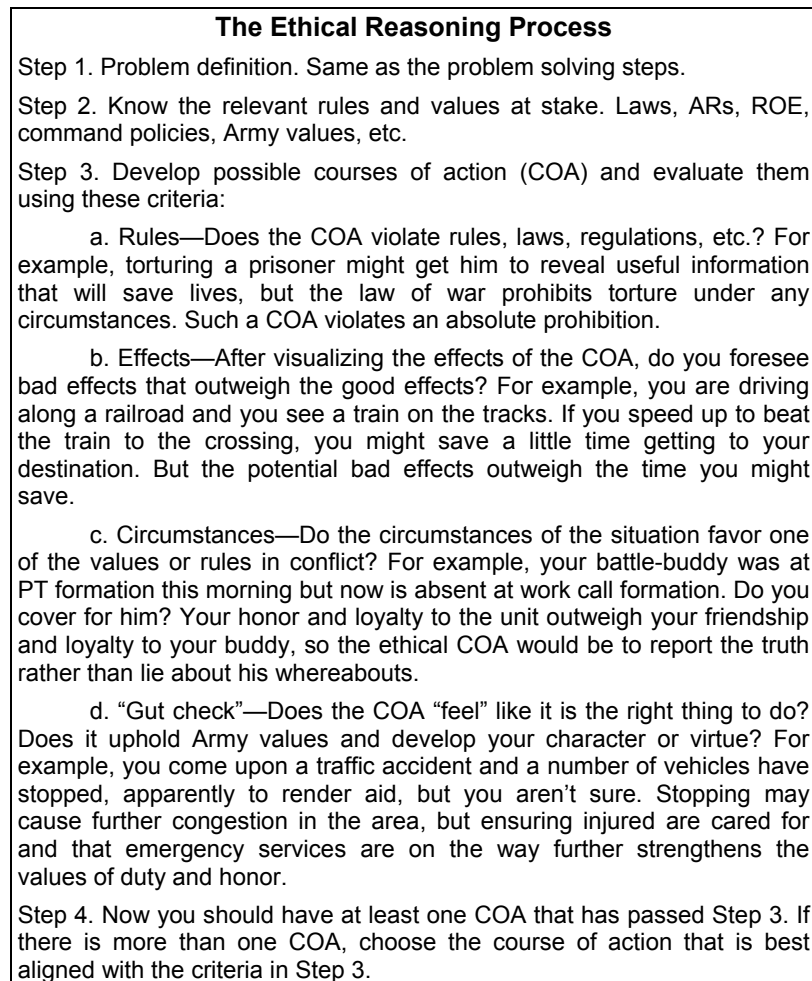 The Ethical Reasoning Process
Step 1. Problem definition. Same as the problem solving steps.
Step 2. Know the relevant rules and values at stake. Laws, ARs, ROE,
command policies, Army values, etc.
Step 3. Develop possible courses of action (COA) and evaluate them
using these criteria:
a. Rules—Does the COA violate rules, laws, regulations, etc.? For
example, torturing a prisoner might get him to reveal useful information
that will save lives, but the law of war prohibits torture under any
circumstances. Such a COA violates an absolute prohibition.
b. Effects—After visualizing the effects of the COA, do you foresee
bad effects that outweigh the good effects? For example, you are driving
along a railroad and you see a train on the tracks. If you speed up to beat
the train to the crossing, you might save a little time getting to your
destination. But the potential bad effects outweigh the time you might
save.
c. Circumstances—Do the circumstances of the situation favor one
of the values or rules in conflict? For example, your battle-buddy was at
PT formation this morning but now is absent at work call formation. Do you
cover for him? Your honor and loyalty to the unit outweigh your friendship
and loyalty to your buddy, so the ethical COA would be to report the truth
rather than lie about his whereabouts.
d. “Gut check”—Does the COA “feel” like it is the right thing to do?
Does it uphold Army values and develop your character or virtue? For
example, you come upon a traffic accident and a number of vehicles have
stopped, apparently to render aid, but you aren’t sure. Stopping may
cause further congestion in the area, but ensuring injured are cared for
and that emergency services are on the way further strengthens the
values of duty and honor.
Step 4. Now you should have at least one COA that has passed Step 3. If
there is more than one COA, choose the course of action that is best
aligned with the criteria in Step 3.